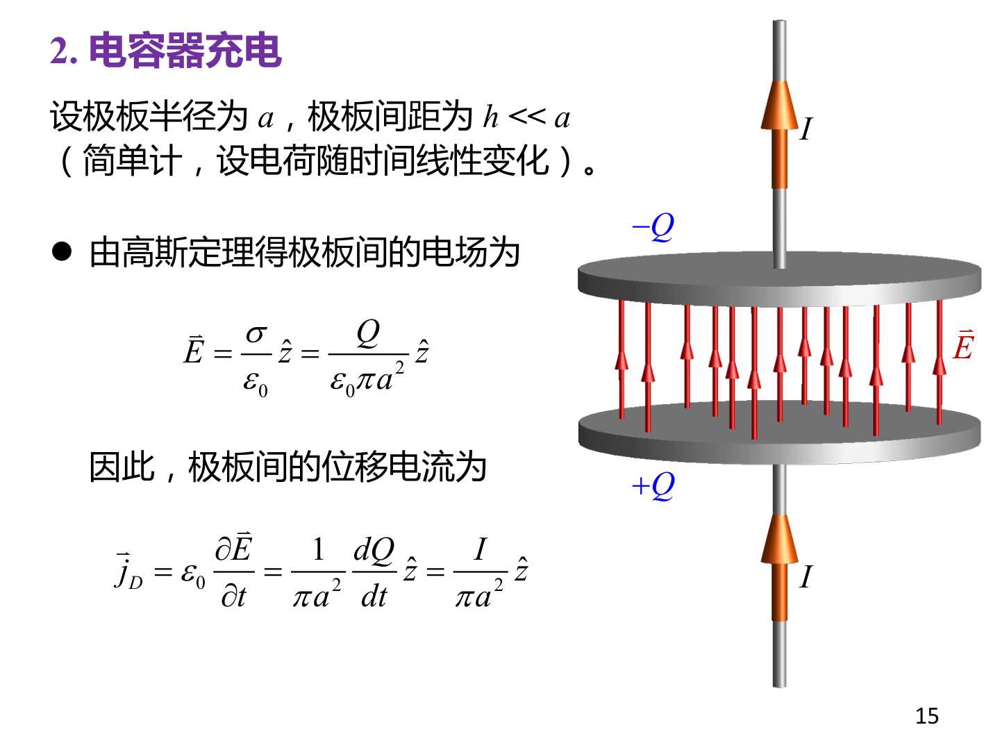 2. 电容器充电
设极板半径为 a，极板间距为 h << a
（简单计，设电荷随时间线性变化）。
● 由高斯定理得极板间的电场为
$\vec{E} = \frac{\sigma}{\varepsilon_0} \hat{z} = \frac{Q}{\varepsilon_0 \pi a^2} \hat{z}$
因此，极板间的位移电流为
$\vec{j}_D = \varepsilon_0 \frac{\partial \vec{E}}{\partial t} = \frac{1}{\pi a^2} \frac{dQ}{dt} \hat{z} = \frac{I}{\pi a^2} \hat{z}$
I
−Q
$\vec{E}$
+Q
I
15